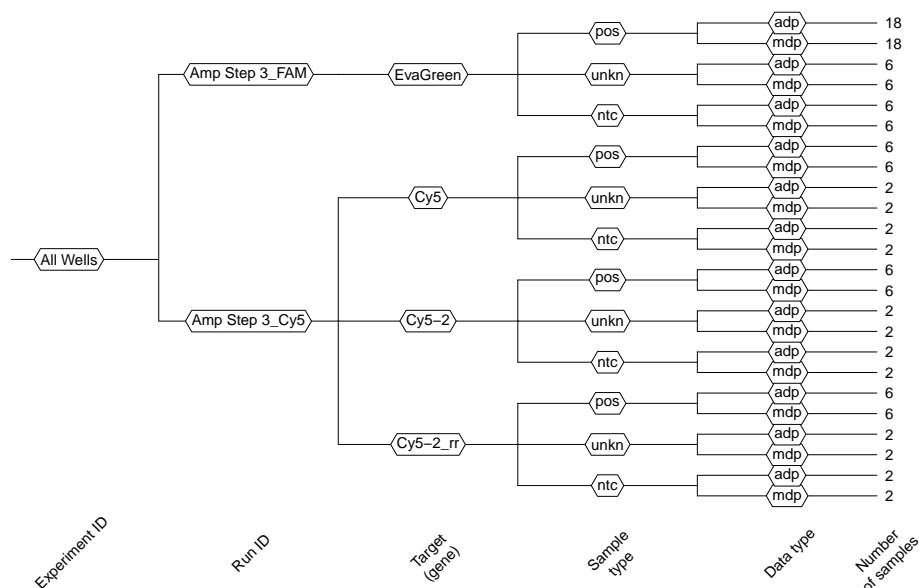 adp 18
pos
mdp 18
Amp Step 3_FAM EvaGreen unkn adp 6
mdp 6
ntc adp 6
mdp 6
adp 6
pos
mdp 6
Cy5 unkn adp 2
mdp 2
ntc adp 2
mdp 2
All Wells
adp 6
pos
mdp 6
Amp Step 3_Cy5 Cy5−2 unkn adp 2
mdp 2
ntc adp 2
mdp 2
adp 6
pos
mdp 6
Cy5−2_rr unkn adp 2
mdp 2
ntc adp 2
mdp 2
Experiment ID
Run ID
Target
(gene)
Sample
type
Data type
Number
of samples